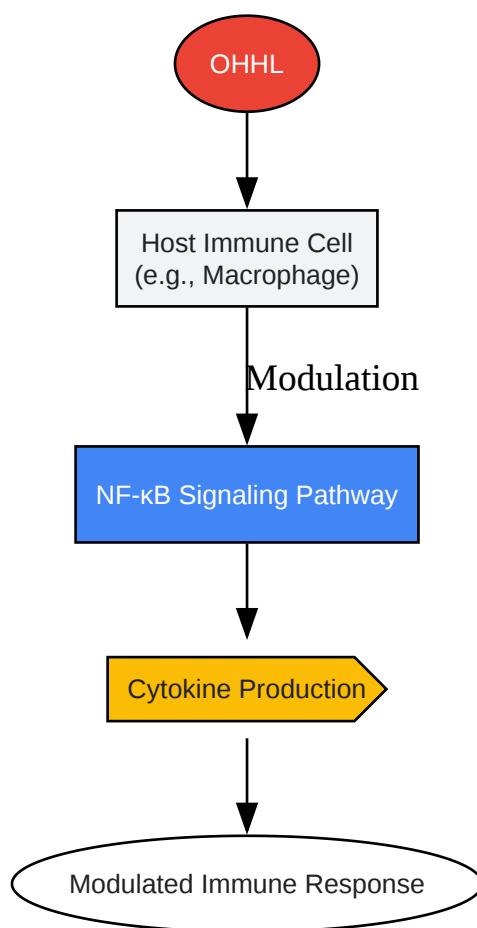 OHHL
Host Immune Cell
(e.g., Macrophage)
Modulation
NF-κB Signaling Pathway
Cytokine Production
Modulated Immune Response